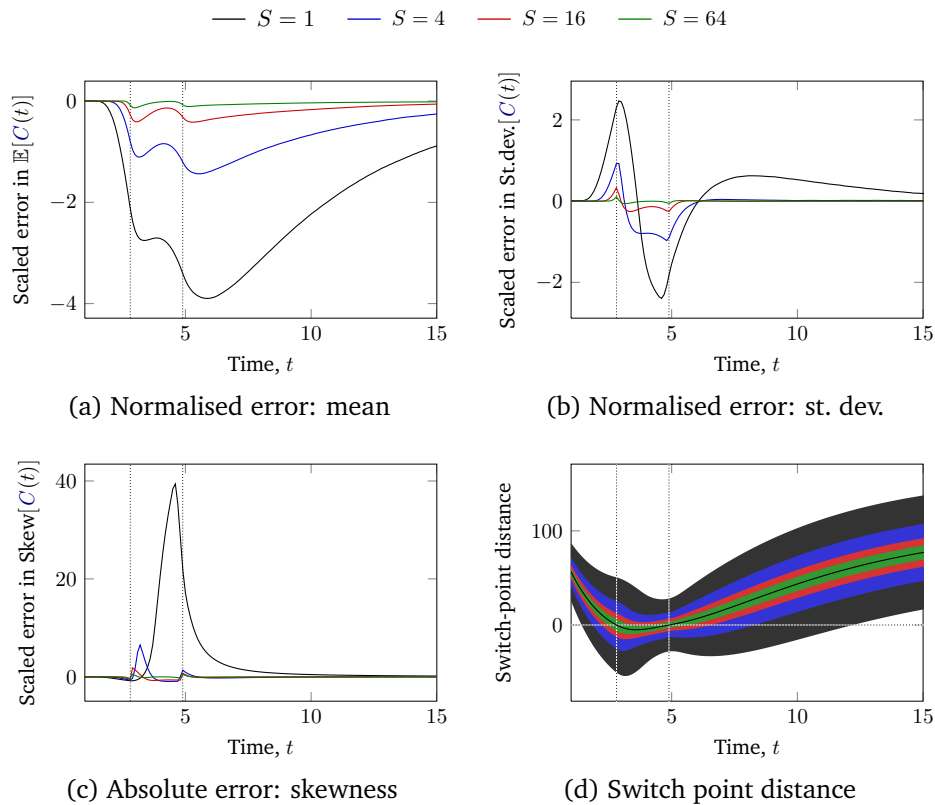 S = 1 S = 4 S = 16 S = 64
Scaled error in 𝔼[C(t)]
0
−2
−4
5 10 15
Time, t
(a) Normalised error: mean
Scaled error in St.dev.[C(t)]
2
0
−2
5 10 15
Time, t
(b) Normalised error: st. dev.
Scaled error in Skew[C(t)]
40
20
0
5 10 15
Time, t
(c) Absolute error: skewness
Switch-point distance
100
0
5 10 15
Time, t
(d) Switch point distance